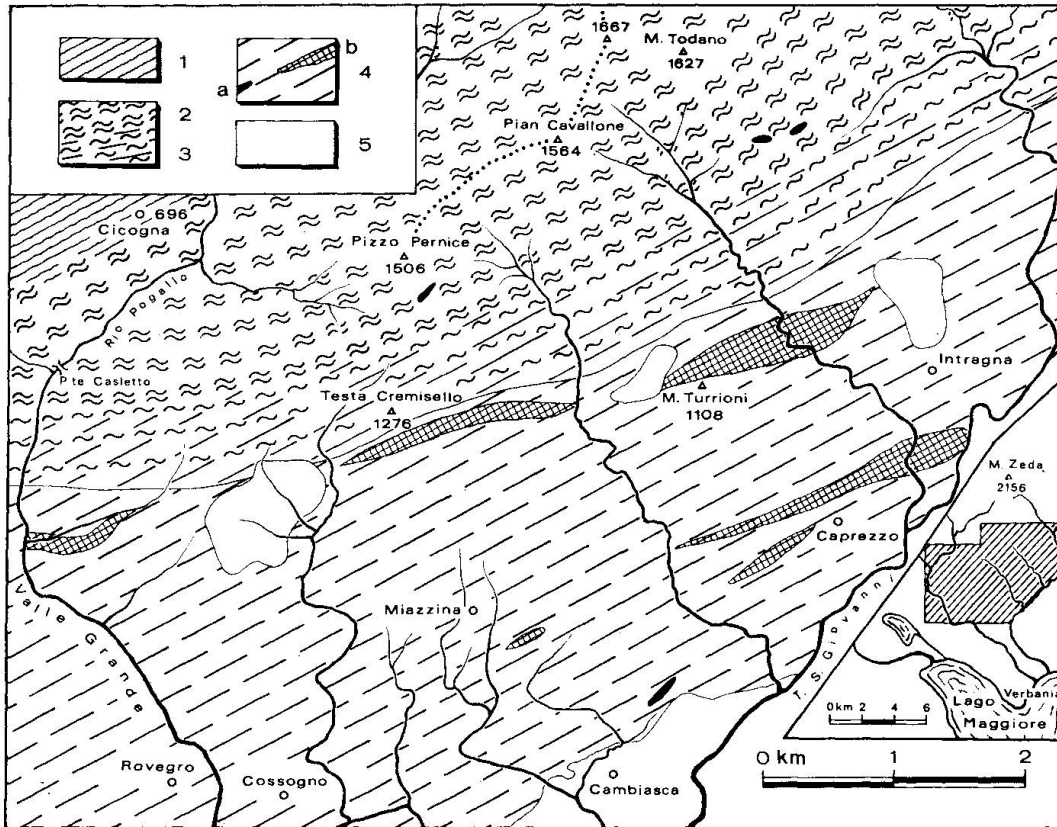 1
2
3
a
b
4
5
1667
M. Todano
1627
Pian Cavallone
1564
696
Cicogna
Pizzo Pernice
1506
Rio Pogallo
P.te Casletto
Testa Cremisello
1276
M. Turrioni
1108
Intragna
M. Zeda
2156
Caprezzo
Valle Grande
Miazzina
T. S. Giovanni
Verbania
Lago
Maggiore
0 km 2 4 6
Rovegro
Cossogno
Cambiasca
0 km 1 2